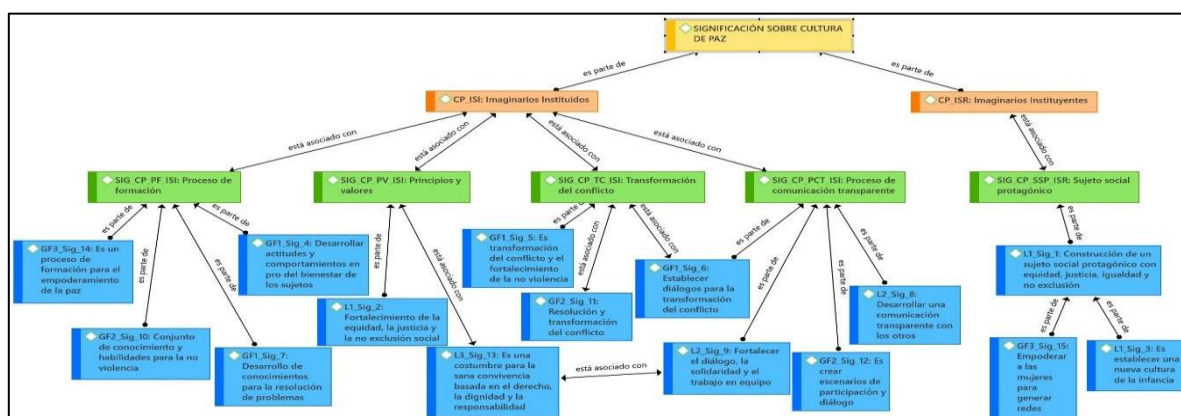 SIGNIFICACIÓN SOBRE CULTURA
DE PAZ
es parte de
es parte de
CP_ISI: Imaginarios Instituidos
CP_ISR: Imaginarios Instituyentes
está asociado con
está asociado con
está asociado con
está asociado con
está asociado con
SIG_CP_PF_ISI: Proceso de
formación
SIG_CP_PV_ISI: Principios y
valores
SIG_CP_TC_ISI: Transformación
del conflicto
SIG_CP_PCT_ISI: Proceso de
comunicación transparente
SIG_CP_SSP_ISR: Sujeto social
protagónico
es parte de
es parte de
es parte de
es parte de
es parte de
está asociado con
es parte de
está asociado con
está asociado con
es parte de
es parte de
es parte de
es parte de
es parte de
GF3_Sig_14: Es un
proceso de
formación para el
empoderamiento de
la paz
GF1_Sig_4: Desarrollar
actitudes y
comportamientos en
pro del bienestar de
los sujetos
GF1_Sig_5: Es
transformación
del conflicto y el
fortalecimiento
de la no violencia
GF1_Sig_6:
Establecer
diálogos para la
transformación
del conflicto
L1_Sig_1: Construcción de un
sujeto social protagónico con
equidad, justicia, igualdad y
no exclusión
L1_Sig_2:
Fortalecimiento de la
equidad, la justicia y
la no exclusión social
GF2_Sig_11:
Resolución y
transformación
del conflicto
L2_Sig_8:
Desarrollar una
comunicación
transparente con
los otros
es parte de
es parte de
GF2_Sig_10: Conjunto
de conocimiento y
habilidades para la no
violencia
GF1_Sig_7:
Desarrollo de
conocimientos
para la resolución
de problemas
L3_Sig_13: Es una
costumbre para la
sana convivencia
basada en el derecho,
la dignidad y la
responsabilidad
está asociado con
L2_Sig_9: Fortalecer
el diálogo, la
solidaridad y el
trabajo en equipo
GF2_Sig_12: Es
crear
escenarios de
participación y
diálogo
GF3_Sig_15:
Empoderar
a las
mujeres para
generar
redes
L1_Sig_3: Es
establecer una
nueva cultura
de la infancia